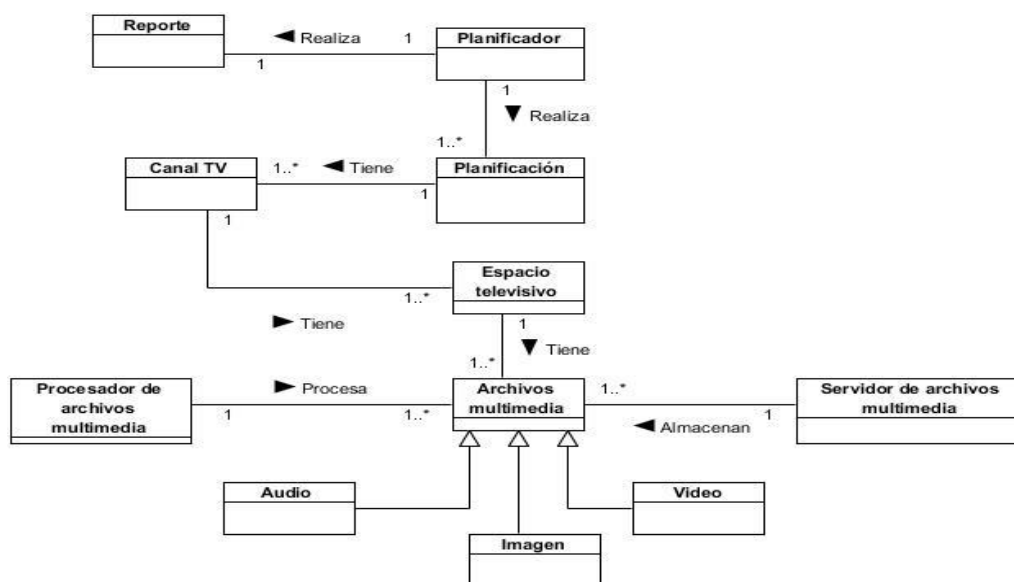 Reporte
◄ Realiza
1
1
Planificador
1
▼ Realiza
1..*
Canal TV
1..*
◄ Tiene
1
Planificación
1
Espacio
televisivo
1..*
► Tiene
1
▼ Tiene
1..*
Procesador de
archivos
multimedia
► Procesa
1
1..*
Archivos
multimedia
1..*
1
◄ Almacenan
Servidor de archivos
multimedia
Audio
Imagen
Video